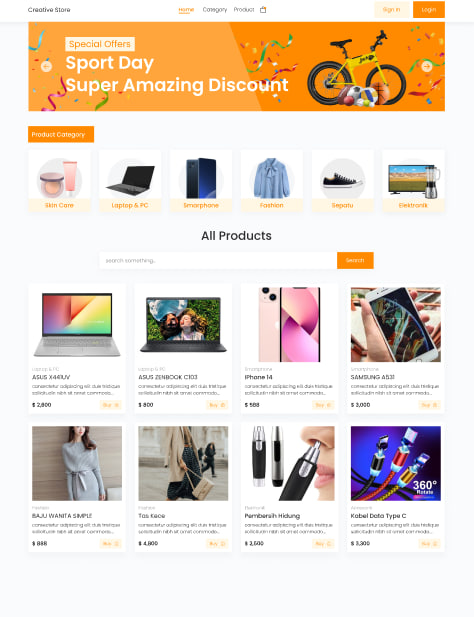 Creative Store
Home
Category
Product
Sign In
Login
Special Offers
Sport Day
Super Amazing Discount
Product Category
Skin Care
Laptop & PC
Smarphone
Fashion
Sepatu
Elektronik
All Products
Search something..
Search
Laptop & PC
ASUS X441UV
consectetur adipiscing elit duis tristique
sollicitudin nibh sit amet commodo...
$ 2,800
Buy
Laptop & PC
ASUS ZENBOOK C103
consectetur adipiscing elit duis tristique
sollicitudin nibh sit amet commodo...
$ 800
Buy
Smartphone
iPhone 14
consectetur adipiscing elit duis tristique
sollicitudin nibh sit amet commodo...
$ 588
Buy
Smartphone
SAMSUNG A531
consectetur adipiscing elit duis tristique
sollicitudin nibh sit amet commodo...
$ 3,000
Buy
360°
Rotate
Fashion
BAJU WANITA SIMPLE
consectetur adipiscing elit duis tristique
sollicitudin nibh sit amet commodo...
$ 888
Buy
Fashion
Tas Kece
consectetur adipiscing elit duis tristique
sollicitudin nibh sit amet commodo...
$ 4,800
Buy
Elektronik
Pembersih Hidung
consectetur adipiscing elit duis tristique
sollicitudin nibh sit amet commodo...
$ 2,500
Buy
Kabel Data Type C
consectetur adipiscing elit duis tristique
sollicitudin nibh sit amet commodo...
$ 3,300
Buy